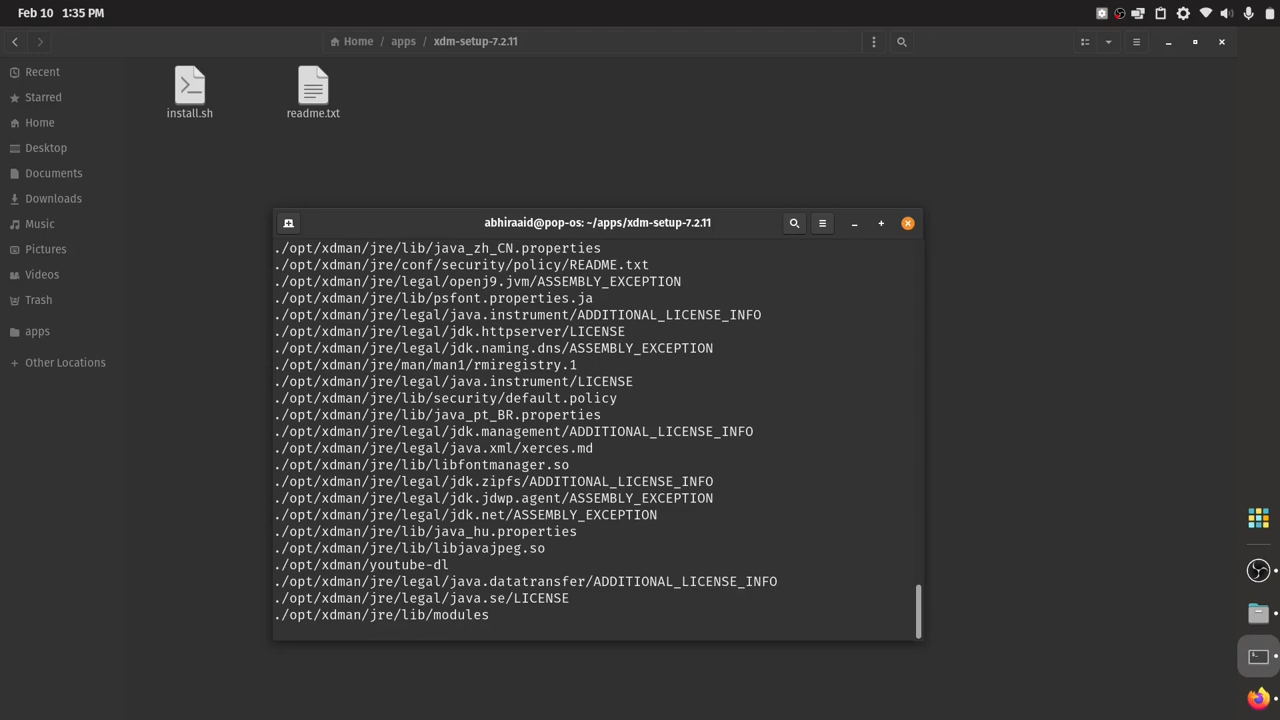 Feb 10 1:35 PM
Home / apps / xdm-setup-7.2.11
Recent
Starred
Home
Desktop
Documents
Downloads
Music
Pictures
Videos
Trash
apps
+ Other Locations
install.sh
readme.txt
abhiraaid@pop-os: ~/apps/xdm-setup-7.2.11
./opt/xdman/jre/lib/java_zh_CN.properties
./opt/xdman/jre/conf/security/policy/README.txt
./opt/xdman/jre/legal/openj9.jvm/ASSEMBLY_EXCEPTION
./opt/xdman/jre/lib/psfont.properties.ja
./opt/xdman/jre/legal/java.instrument/ADDITIONAL_LICENSE_INFO
./opt/xdman/jre/legal/jdk.httpserver/LICENSE
./opt/xdman/jre/legal/jdk.naming.dns/ASSEMBLY_EXCEPTION
./opt/xdman/jre/man/man1/rmiregistry.1
./opt/xdman/jre/legal/java.instrument/LICENSE
./opt/xdman/jre/lib/security/default.policy
./opt/xdman/jre/lib/java_pt_BR.properties
./opt/xdman/jre/legal/jdk.management/ADDITIONAL_LICENSE_INFO
./opt/xdman/jre/legal/java.xml/xerces.md
./opt/xdman/jre/lib/libfontmanager.so
./opt/xdman/jre/legal/jdk.zipfs/ADDITIONAL_LICENSE_INFO
./opt/xdman/jre/legal/jdk.jdwp.agent/ASSEMBLY_EXCEPTION
./opt/xdman/jre/legal/jdk.net/ASSEMBLY_EXCEPTION
./opt/xdman/jre/lib/java_hu.properties
./opt/xdman/jre/lib/libjavajpeg.so
./opt/xdman/youtube-dl
./opt/xdman/jre/legal/java.datatransfer/ADDITIONAL_LICENSE_INFO
./opt/xdman/jre/legal/java.se/LICENSE
./opt/xdman/jre/lib/modules